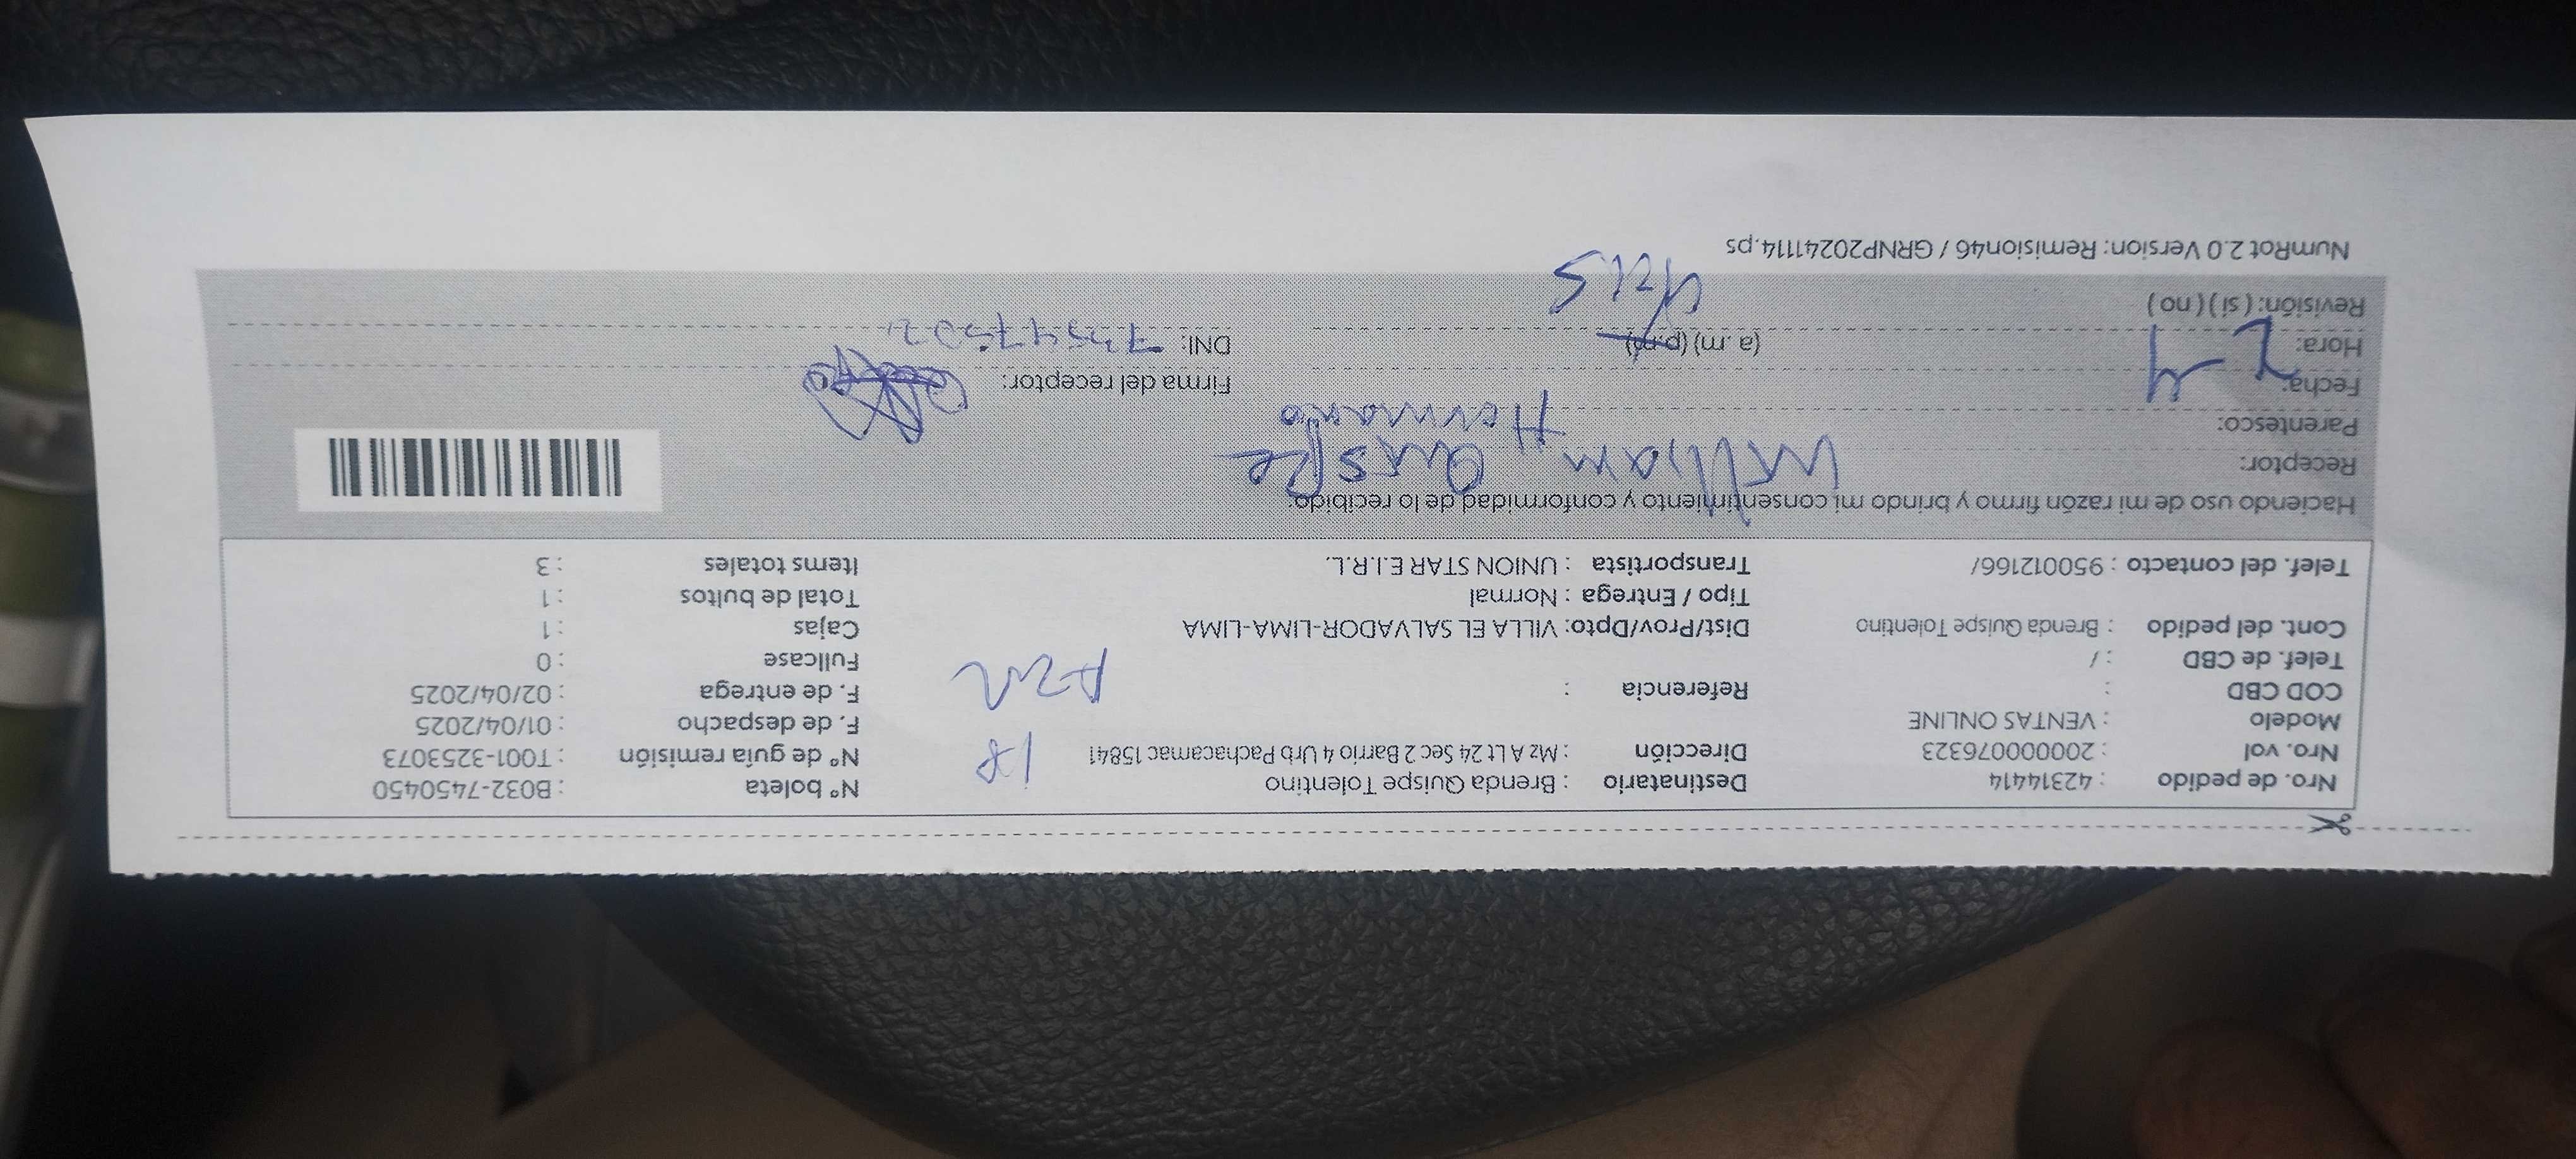 Nro. de pedido : 42314414 Destinatario : Brenda Quispe Tolentino Nº boleta : B032-7450450
Nro. vol : 20000076323 Dirección : Mz A Lt 24 Sec 2 Barrio 4 Urb Pachacamac 15841 18 Nº de guía remisión : T001-3253073
Modelo : VENTAS ONLINE F. de despacho : 01/04/2025
COD CBD : Referencia : F. de entrega : 02/04/2025
Telef. de CBD : / Fullcase : 0
Cont. del pedido : Brenda Quispe Tolentino Dist/Prov/Dpto: VILLA EL SALVADOR-LIMA-LIMA Cajas : 1
Tipo / Entrega : Normal Total de bultos : 1
Telef. del contacto : 950012166/ Transportista : UNION STAR E.I.R.L. Items totales : 3
Haciendo uso de mi razón firmo y brindo mi consentimiento y conformidad de lo recibido:
Receptor: William Quispe
Parentesco: Hermano
Fecha: 2-4 Firma del receptor:
Hora: (a.m) (p.m) DNI:
Revisión: ( si ) ( no )
NumRot 2.0 Version: Remision46 / GRNP20241114.ps